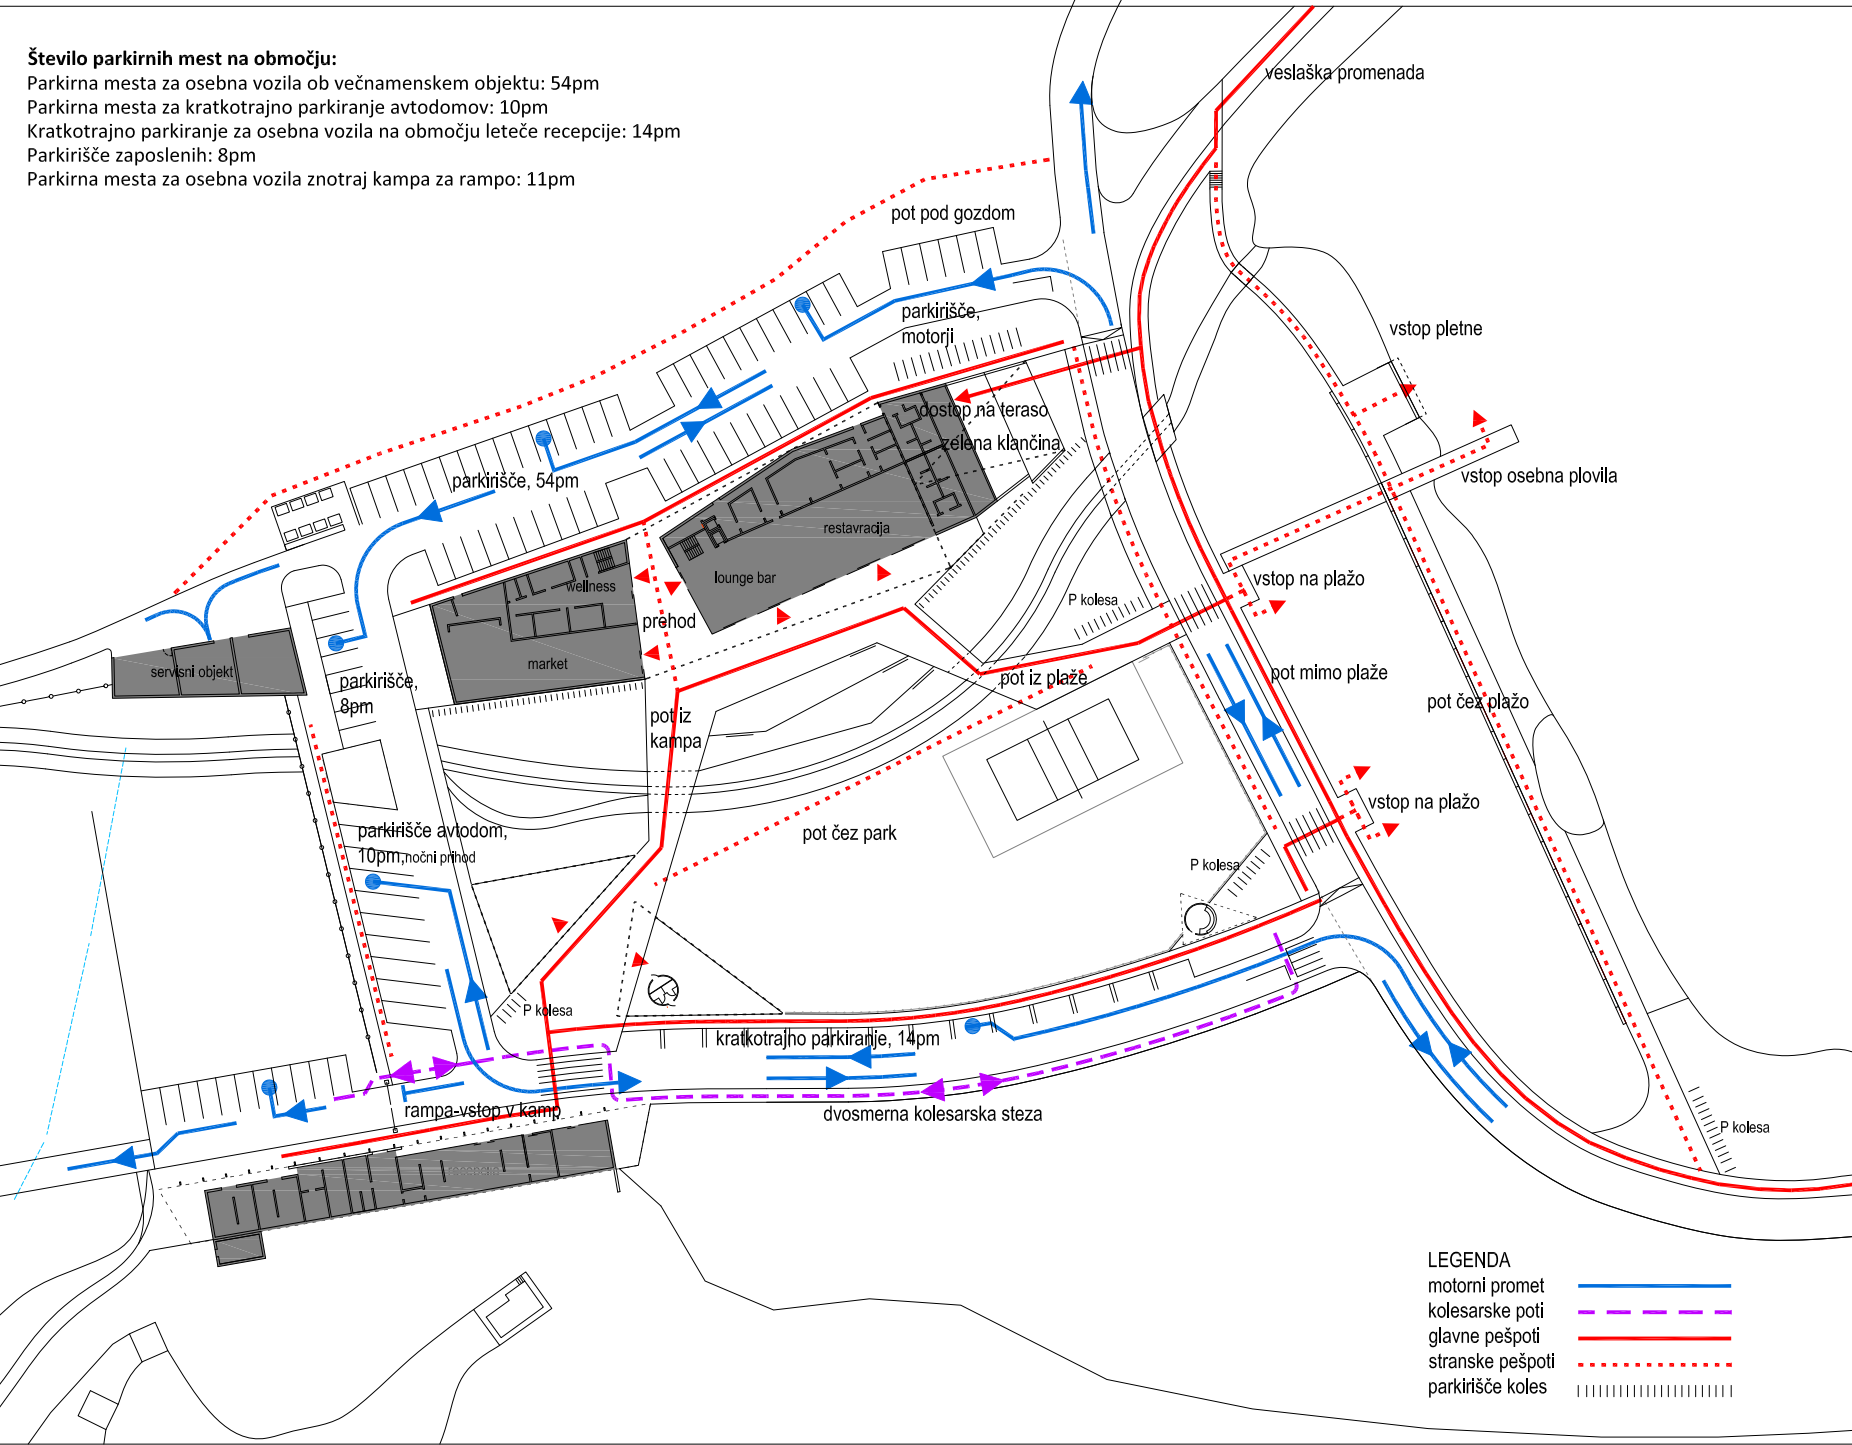 Število parkirnih mest na območju:
Parkirna mesta za osebna vozila ob večnamenskem objektu: 54pm
Parkirna mesta za kratkotrajno parkiranje avtodomov: 10pm
Kratkotrajno parkiranje za osebna vozila na območju leteče recepcije: 14pm
Parkirišče zaposlenih: 8pm
Parkirna mesta za osebna vozila znotraj kampa za rampo: 11pm
veslaška promenada
pot pod gozdom
parkirišče,
motorji
vstop pletne
dostop na teraso
zelena klančina
parkirišče, 54pm
vstop osebna plovila
restavracija
lounge bar
wellness
vstop na plažo
P kolesa
prehod
market
servisni objekt
parkirišče,
8pm
pot iz plaže
pot mimo plaže
pot čez plažo
pot iz
kampa
vstop na plažo
parkirišče avtodom,
10pm,nočni prihod
pot čez park
P kolesa
P kolesa
kratkotrajno parkiranje, 14pm
rampa-vstop v kamp
dvosmerna kolesarska steza
P kolesa
LEGENDA
motorni promet
kolesarske poti
glavne pešpoti
stranske pešpoti
parkirišče koles